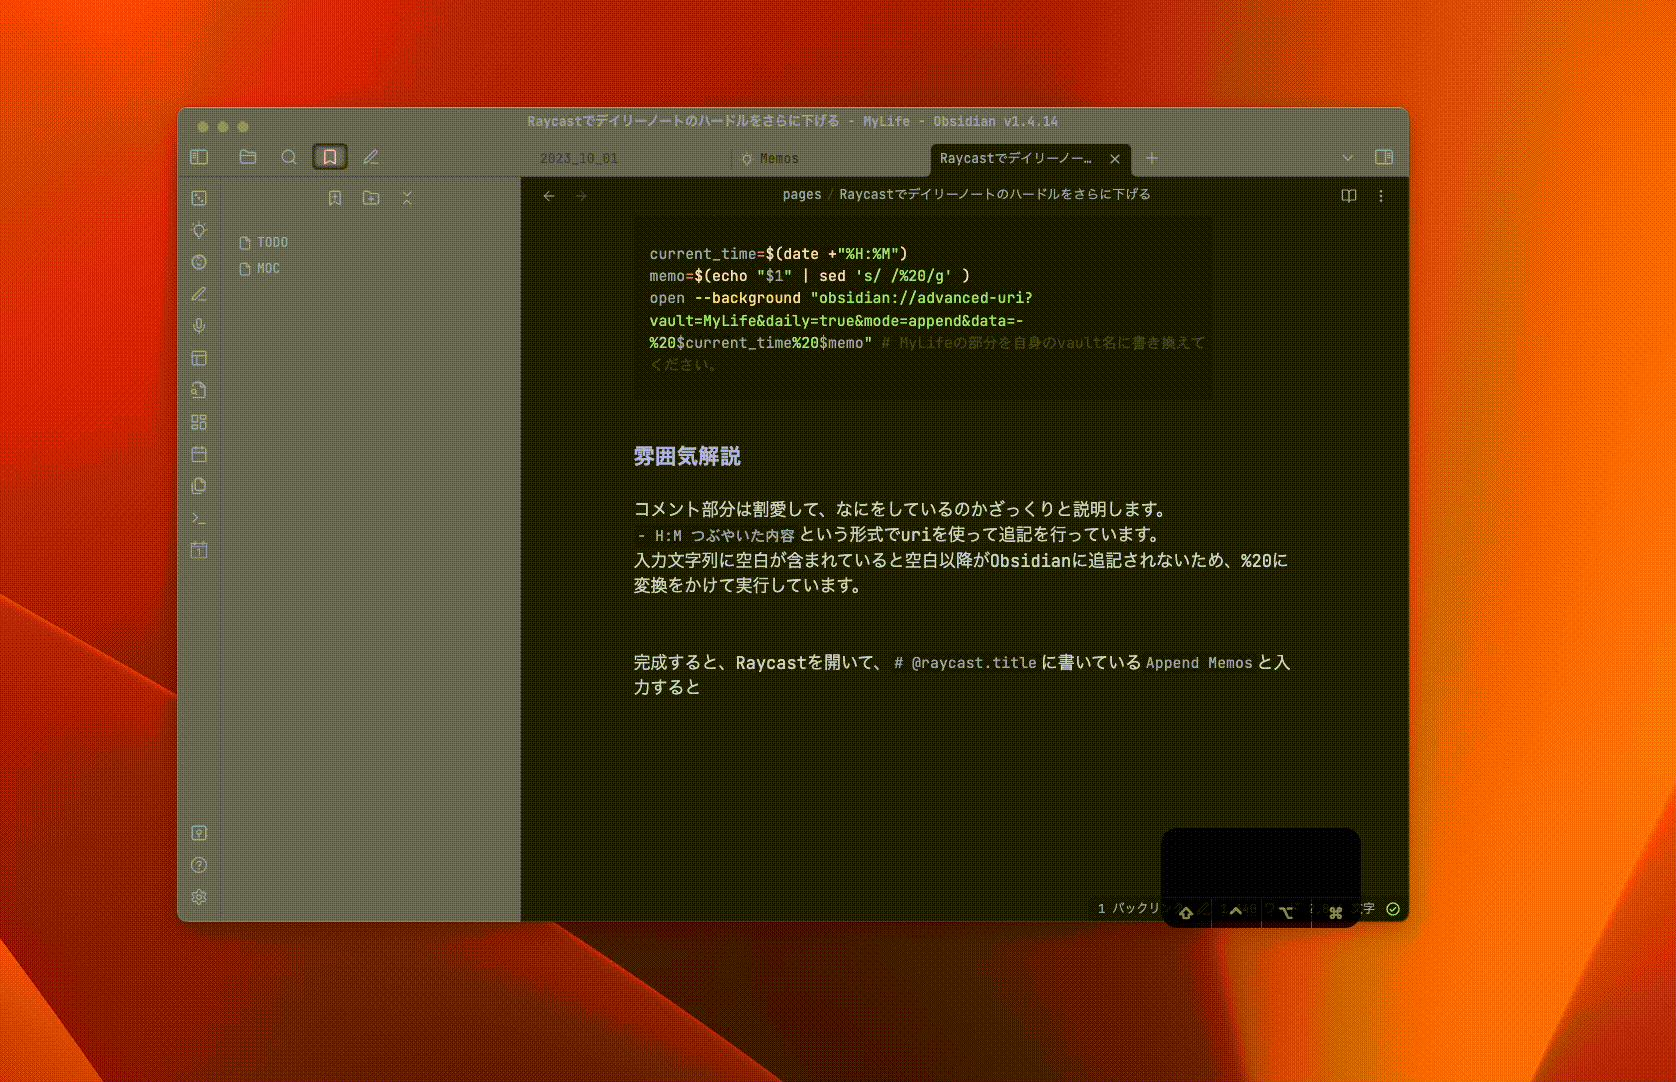 Raycastでデイリーノートのハードルをさらに下げる - MyLife - Obsidian v1.4.14
2023_10_01
Memos
Raycastでデイリーノー…
pages / Raycastでデイリーノートのハードルをさらに下げる
TODO
MOC
current_time=$(date +"%H:%M")
memo=$(echo "$1" | sed 's/ /%20/g' )
open --background "obsidian://advanced-uri?
vault=MyLife&daily=true&mode=append&data=-
%20$current_time%20$memo" # MyLifeの部分を自身のvault名に書き換えて
ください。
雰囲気解説
コメント部分は割愛して、なにをしているのかざっくりと説明します。
- H:M つぶやいた内容 という形式でuriを使って追記を行っています。
入力文字列に空白が含まれていると空白以降がObsidianに追記されないため、%20に
変換をかけて実行しています。
完成すると、Raycastを開いて、 # @raycast.title に書いている Append Memos と入
力すると
1 バックリン
文字